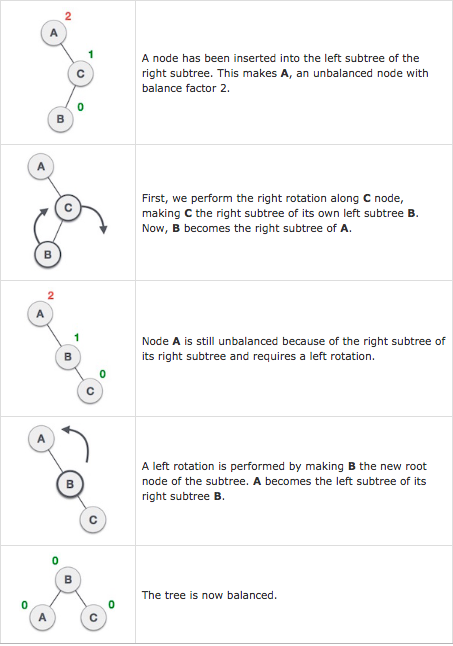 2
A
1
C
0
B
A node has been inserted into the left subtree of the
right subtree. This makes A, an unbalanced node with
balance factor 2.
A
C
B
First, we perform the right rotation along C node,
making C the right subtree of its own left subtree B.
Now, B becomes the right subtree of A.
2
A
1
B
0
C
Node A is still unbalanced because of the right subtree of
its right subtree and requires a left rotation.
A
B
C
A left rotation is performed by making B the new root
node of the subtree. A becomes the left subtree of its
right subtree B.
0
B
0 0
A C
The tree is now balanced.